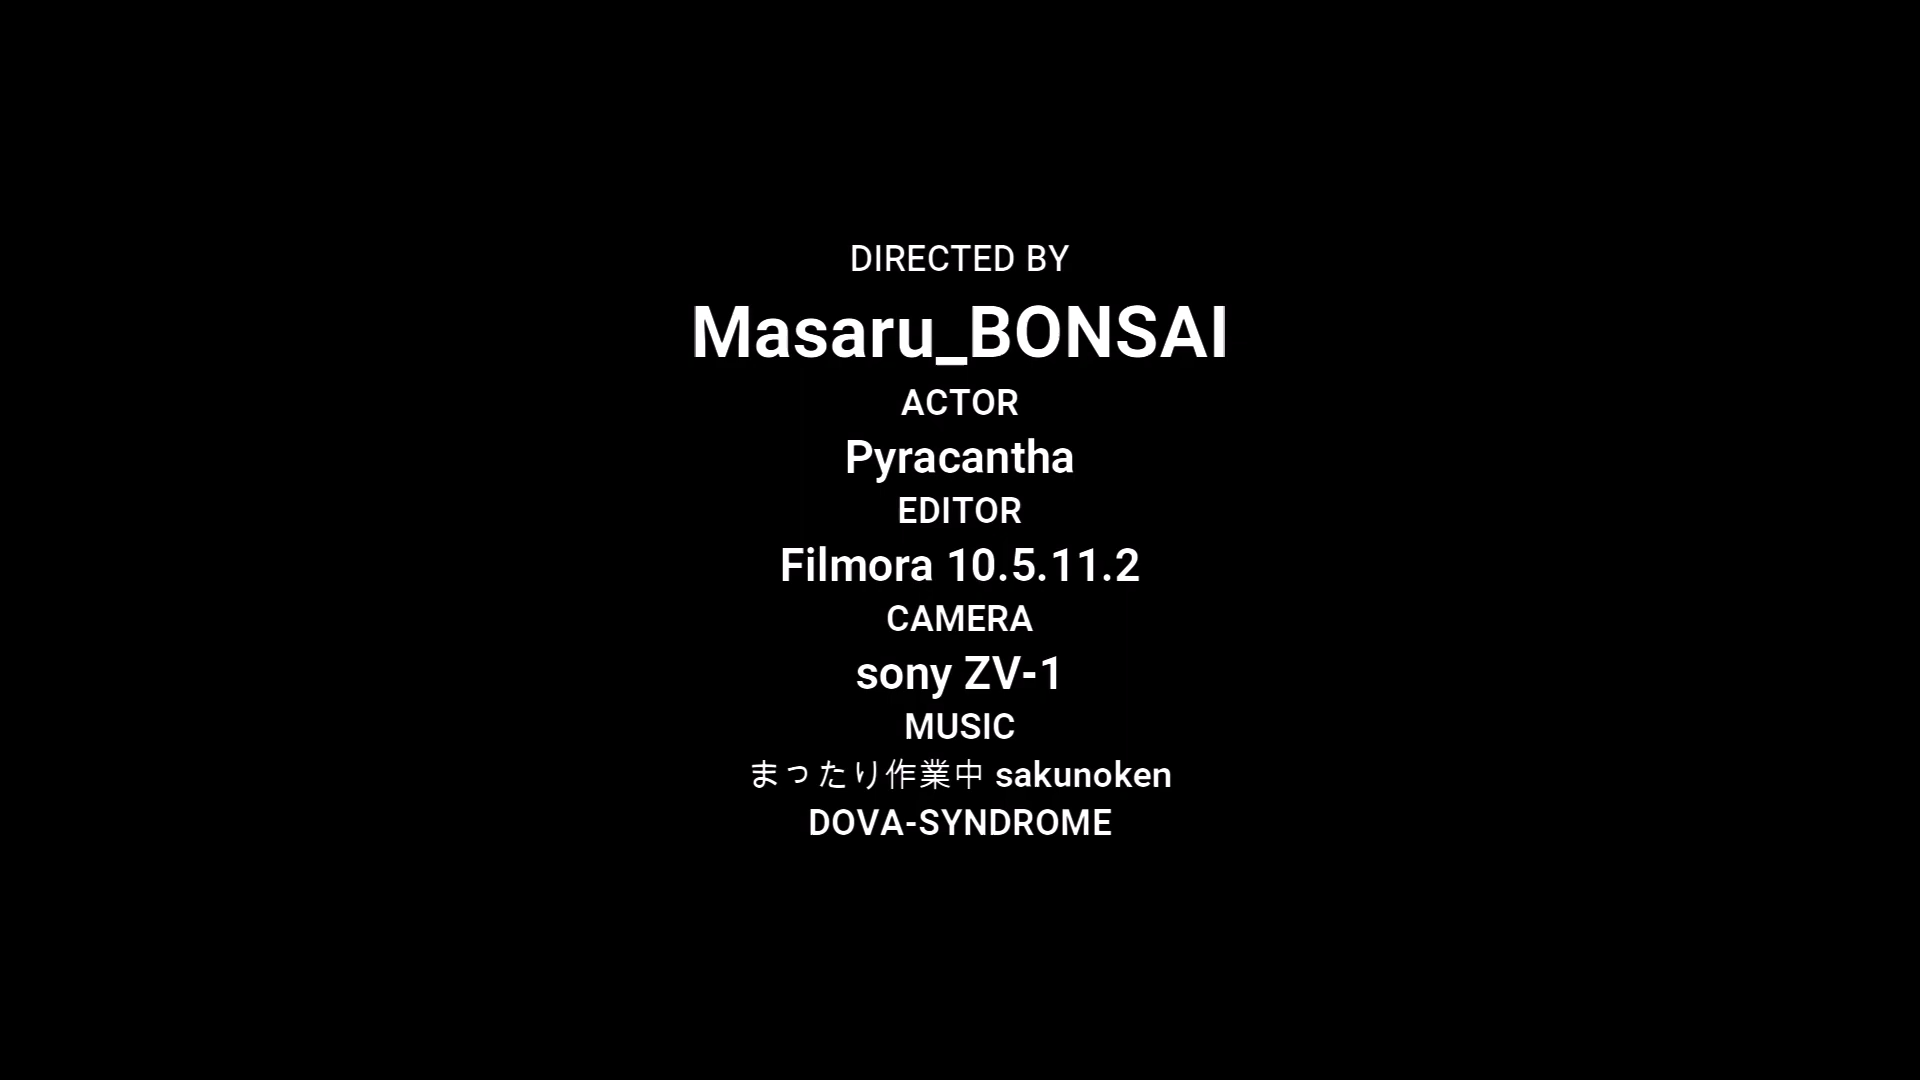 DIRECTED BY
Masaru_BONSAI
ACTOR
Pyracantha
EDITOR
Filmora 10.5.11.2
CAMERA
sony ZV-1
MUSIC
まったり作業中 sakunoken
DOVA-SYNDROME